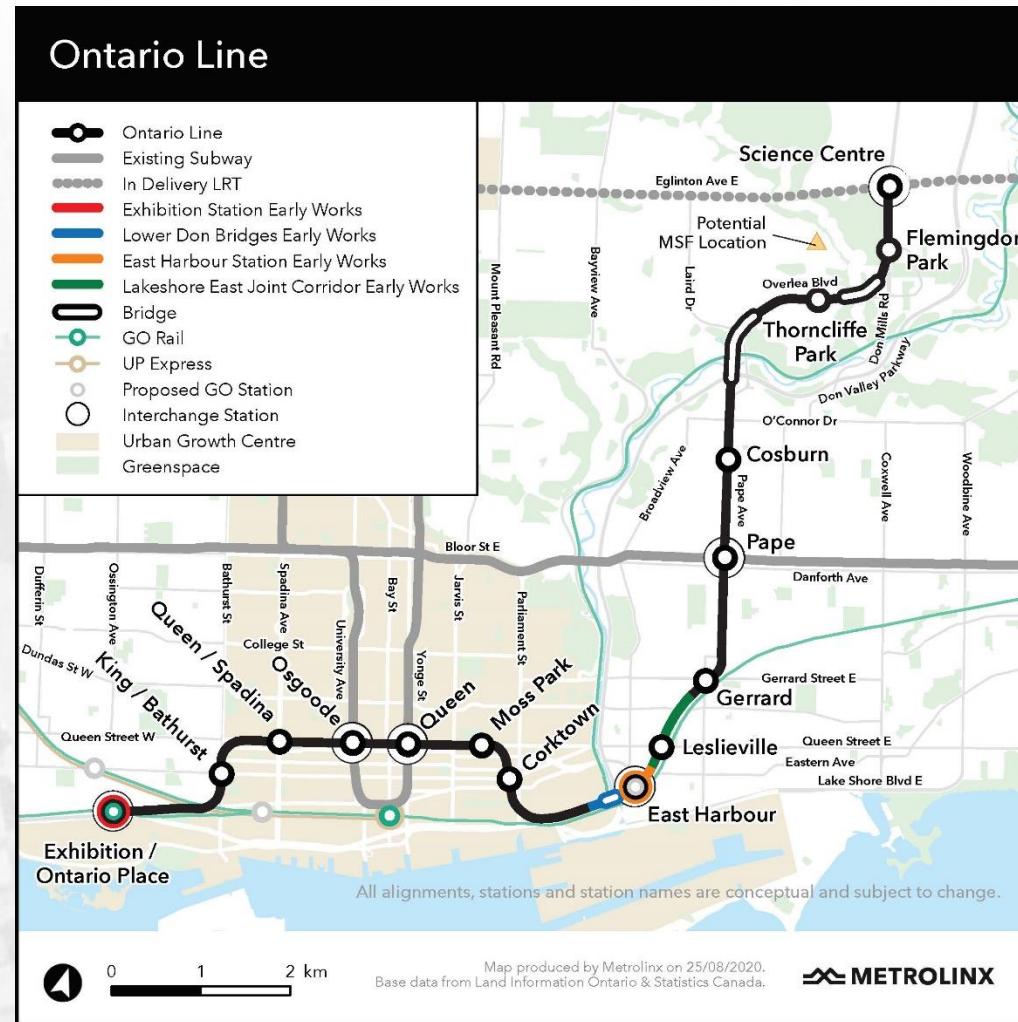 Ontario Line
Ontario Line
Existing Subway
In Delivery LRT
Exhibition Station Early Works
Lower Don Bridges Early Works
East Harbour Station Early Works
Lakeshore East Joint Corridor Early Works
Bridge
GO Rail
UP Express
Proposed GO Station
Interchange Station
Urban Growth Centre
Greenspace
Science Centre
Eglinton Ave E
Potential
MSF Location
Flemingdon
Park
Mount Pleasant Rd
Bayview Ave
Laird Dr
Overlea Blvd
Thorncliffe
Park
Don Mills Rd
Don Valley Parkway
O'Connor Dr
Cosburn
Broadview Ave
Pape Ave
Coxwell Ave
Woodbine Ave
Pape
Bloor St E
Danforth Ave
Dufferin St
Ossington Ave
Bathurst St
Spadina Ave
University Ave
Bay St
Yonge St
Jarvis St
Parliament St
College St
Dundas St W
Queen Street W
King / Bathurst
Queen / Spadina
Osgoode
Queen
Moss Park
Corktown
Gerrard Street E
Gerrard
Leslieville
Queen Street E
Eastern Ave
Lake Shore Blvd E
East Harbour
Exhibition /
Ontario Place
All alignments, stations and station names are conceptual and subject to change.
0 1 2 km
Map produced by Metrolinx on 25/08/2020.
Base data from Land Information Ontario & Statistics Canada.
METROLINX